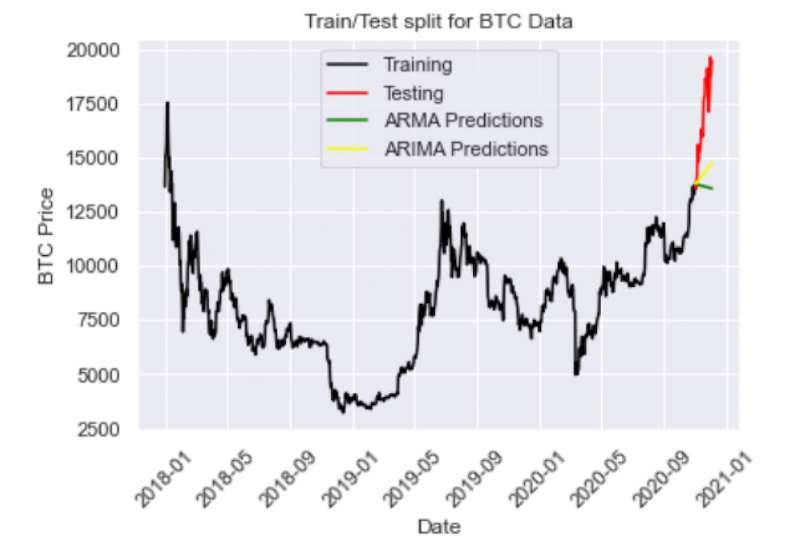 Train/Test split for BTC Data
20000
17500
15000
12500
10000
7500
5000
2500
BTC Price
Training
Testing
ARMA Predictions
ARIMA Predictions
2018-01
2018-05
2018-09
2019-01
2019-05
2019-09
2020-01
2020-05
2020-09
2021-01
Date